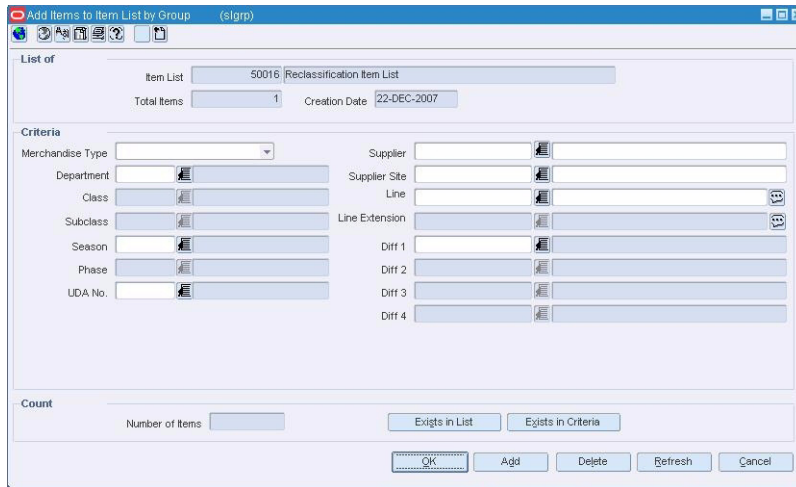 Add Items to Item List by Group (slgrp)
List of
Item List 50016 Reclassification Item List
Total Items 1 Creation Date 22-DEC-2007
Criteria
Merchandise Type Supplier
Department Supplier Site
Class Line
Subclass Line Extension
Season Diff 1
Phase Diff 2
UDA No. Diff 3
Diff 4
Count
Number of Items Exists in List Exists in Criteria
OK Add Delete Refresh Cancel